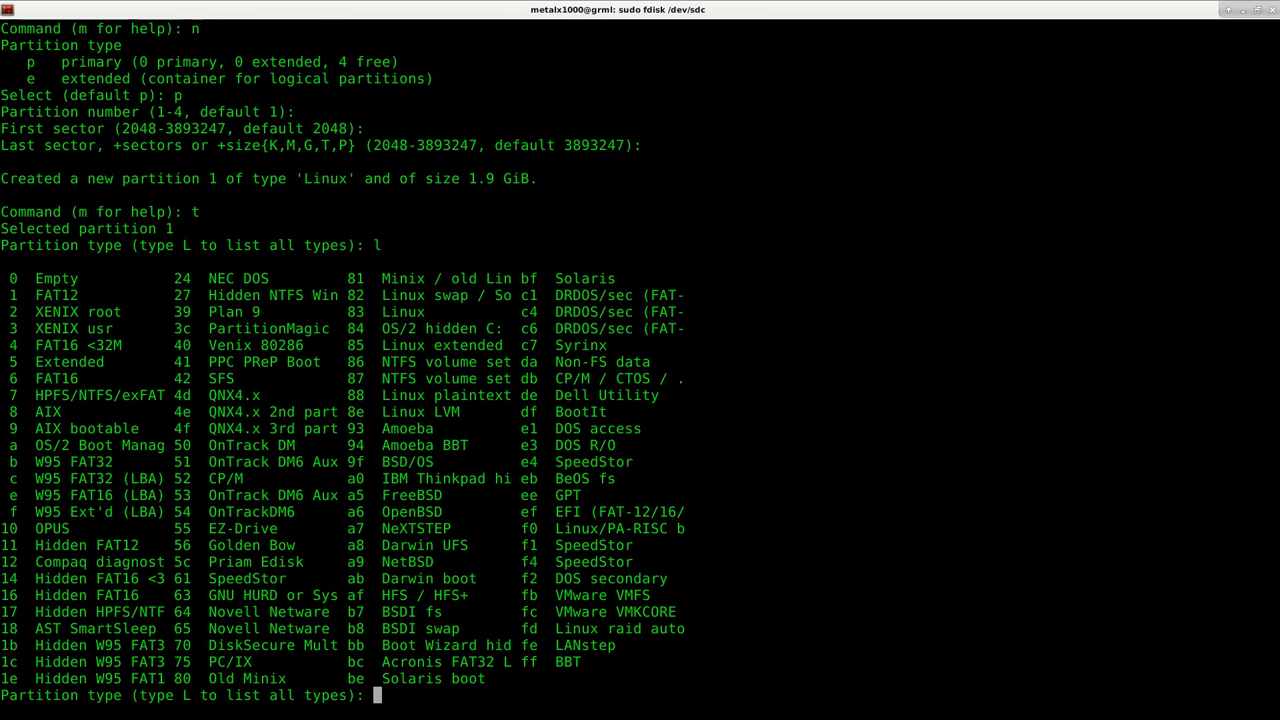 metalx1000@grml: sudo fdisk /dev/sdc
Command (m for help): n
Partition type
   p   primary (0 primary, 0 extended, 4 free)
   e   extended (container for logical partitions)
Select (default p): p
Partition number (1-4, default 1):
First sector (2048-3893247, default 2048):
Last sector, +sectors or +size{K,M,G,T,P} (2048-3893247, default 3893247):
Created a new partition 1 of type 'Linux' and of size 1.9 GiB.
Command (m for help): t
Selected partition 1
Partition type (type L to list all types): l
 0  Empty           24  NEC DOS         81  Minix / old Lin bf  Solaris
 1  FAT12           27  Hidden NTFS Win 82  Linux swap / So c1  DRDOS/sec (FAT-
 2  XENIX root      39  Plan 9          83  Linux           c4  DRDOS/sec (FAT-
 3  XENIX usr       3c  PartitionMagic  84  OS/2 hidden C:  c6  DRDOS/sec (FAT-
 4  FAT16 <32M      40  Venix 80286     85  Linux extended  c7  Syrinx
 5  Extended        41  PPC PReP Boot   86  NTFS volume set da  Non-FS data
 6  FAT16           42  SFS             87  NTFS volume set db  CP/M / CTOS / .
 7  HPFS/NTFS/exFAT 4d  QNX4.x          88  Linux plaintext de  Dell Utility
 8  AIX             4e  QNX4.x 2nd part 8e  Linux LVM       df  BootIt
 9  AIX bootable    4f  QNX4.x 3rd part 93  Amoeba          e1  DOS access
 a  OS/2 Boot Manag 50  OnTrack DM      94  Amoeba BBT      e3  DOS R/O
 b  W95 FAT32       51  OnTrack DM6 Aux 9f  BSD/OS          e4  SpeedStor
 c  W95 FAT32 (LBA) 52  CP/M            a0  IBM Thinkpad hi eb  BeOS fs
 e  W95 FAT16 (LBA) 53  OnTrack DM6 Aux a5  FreeBSD         ee  GPT
 f  W95 Ext'd (LBA) 54  OnTrackDM6      a6  OpenBSD         ef  EFI (FAT-12/16/
10  OPUS            55  EZ-Drive        a7  NeXTSTEP        f0  Linux/PA-RISC b
11  Hidden FAT12    56  Golden Bow      a8  Darwin UFS      f1  SpeedStor
12  Compaq diagnost 5c  Priam Edisk     a9  NetBSD          f4  SpeedStor
14  Hidden FAT16 <3 61  SpeedStor       ab  Darwin boot     f2  DOS secondary
16  Hidden FAT16    63  GNU HURD or Sys af  HFS / HFS+      fb  VMware VMFS
17  Hidden HPFS/NTF 64  Novell Netware  b7  BSDI fs         fc  VMware VMKCORE
18  AST SmartSleep  65  Novell Netware  b8  BSDI swap       fd  Linux raid auto
1b  Hidden W95 FAT3 70  DiskSecure Mult bb  Boot Wizard hid fe  LANstep
1c  Hidden W95 FAT3 75  PC/IX           bc  Acronis FAT32 L ff  BBT
1e  Hidden W95 FAT1 80  Old Minix       be  Solaris boot
Partition type (type L to list all types):